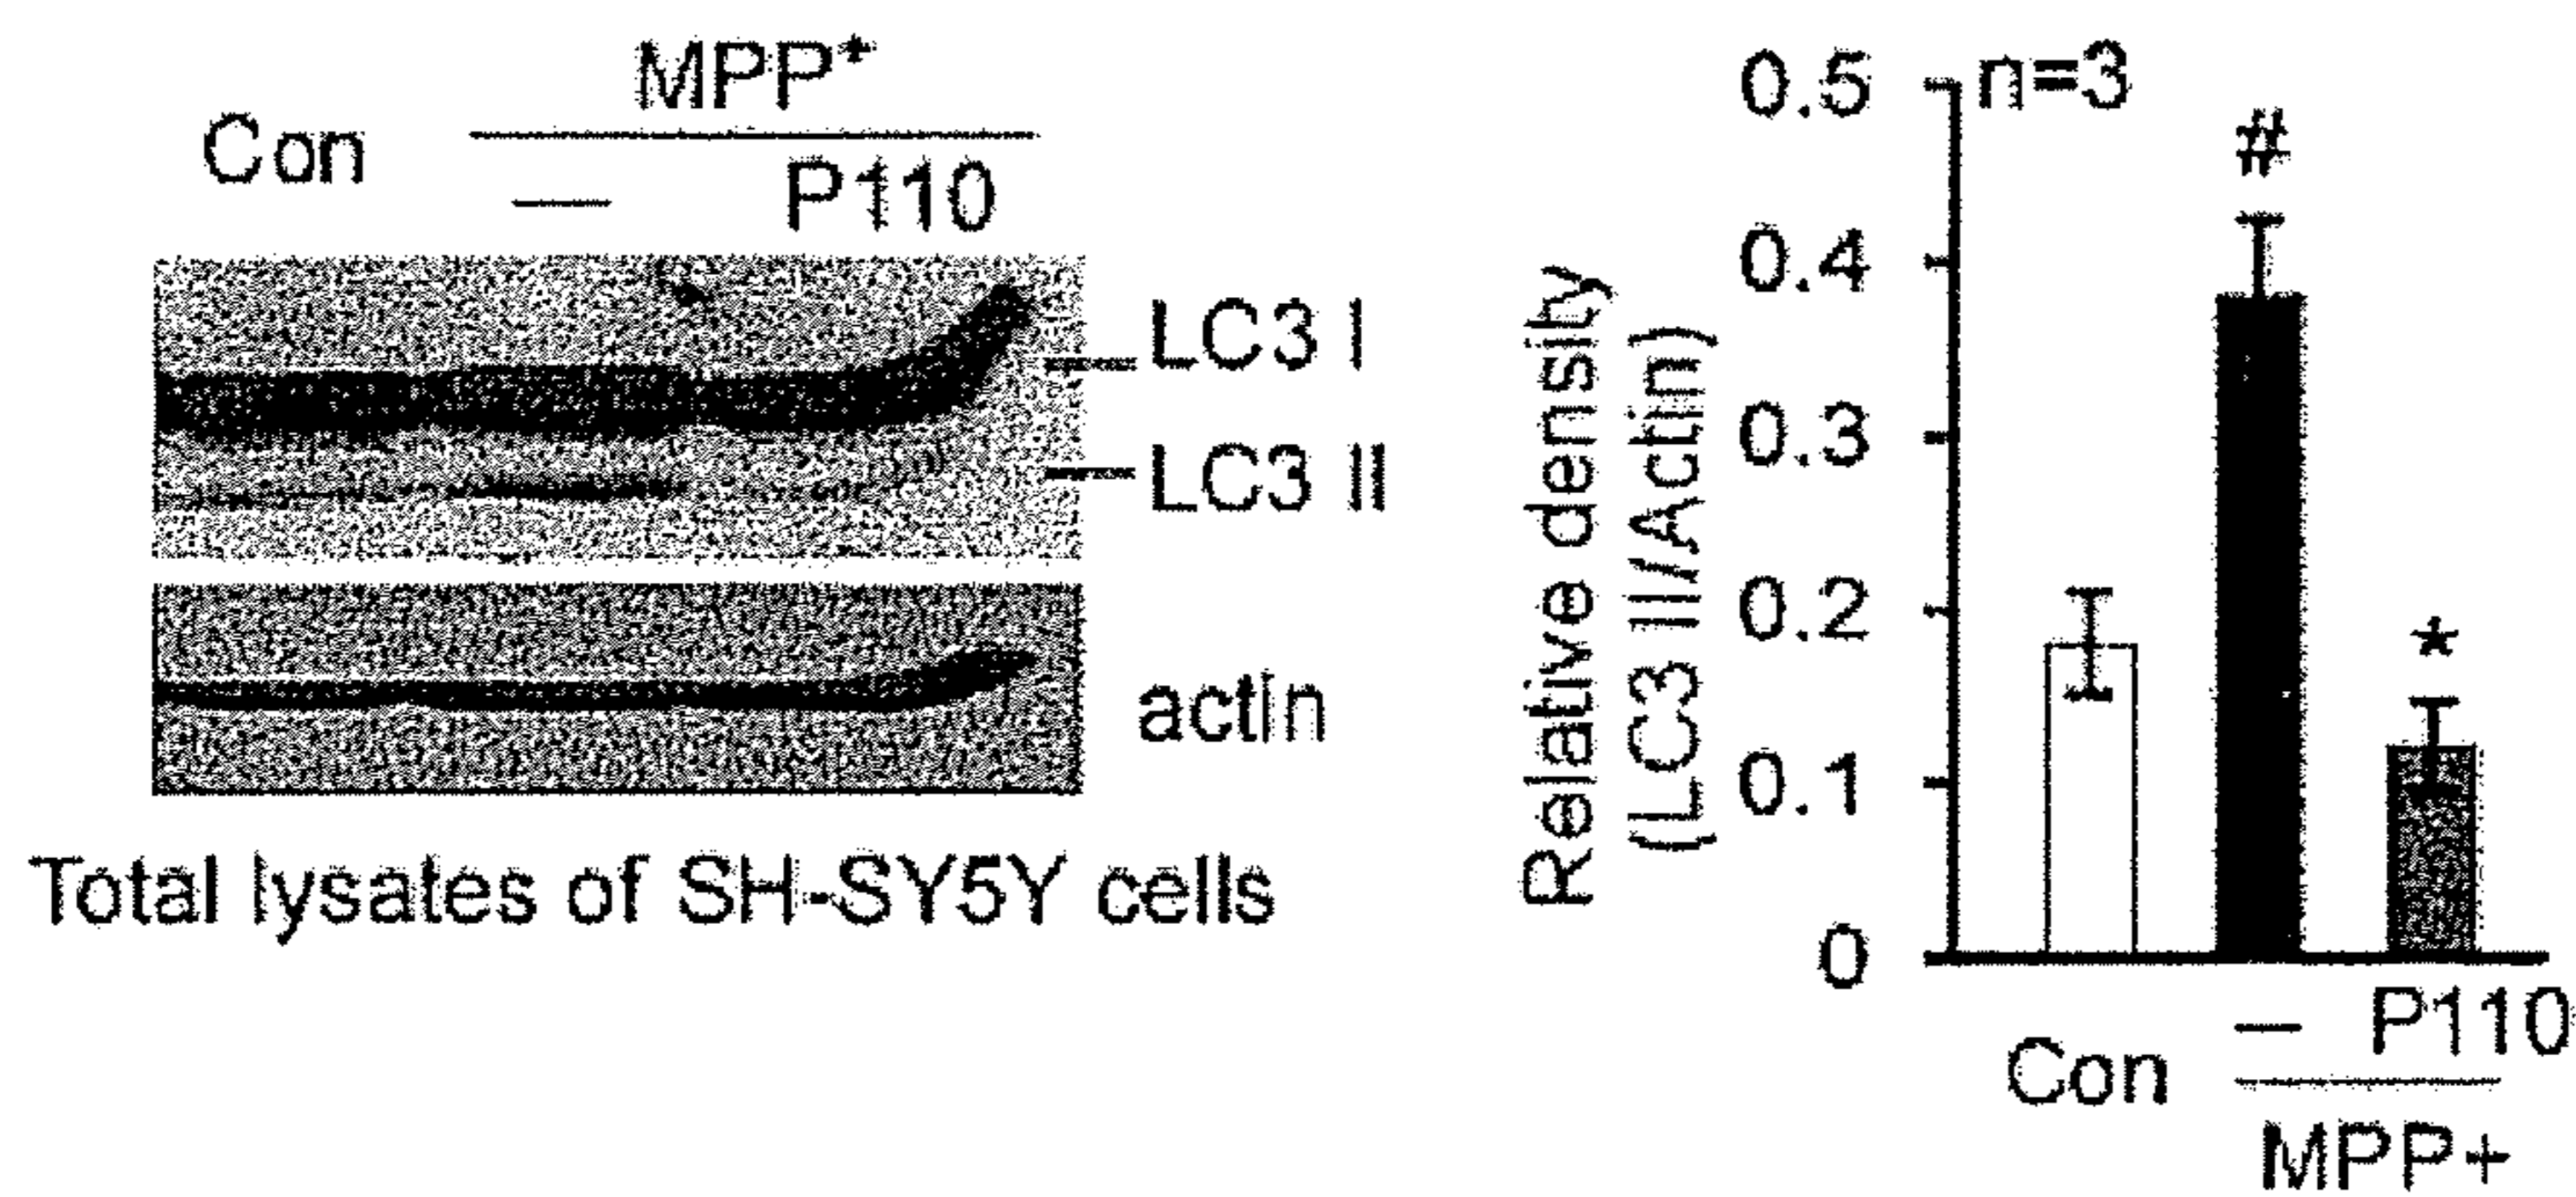 MPP+
Con
— P110
LC3 I
LC3 II
actin
Total lysates of SH-SY5Y cells
Relative density
(LC3 II/Actin)
0.5
0.4
0.3
0.2
0.1
0
n=3
#
*
Con
— P110
MPP+